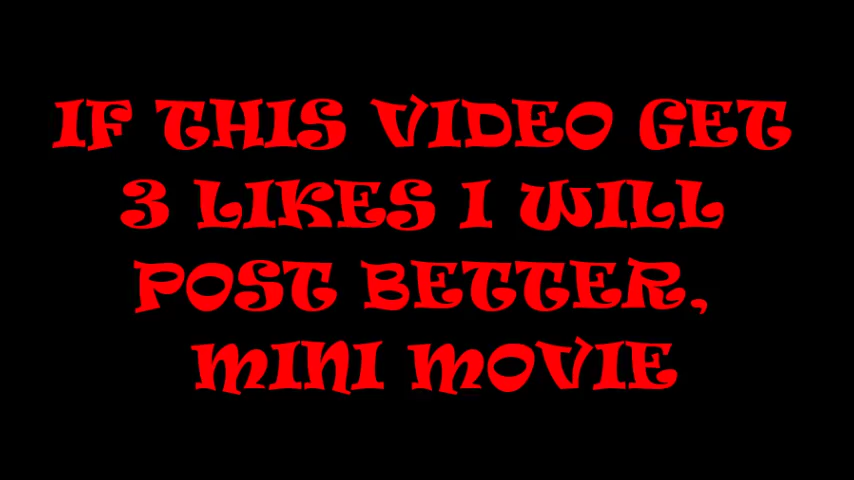 IF THIS VIDEO GET
3 LIKES I WILL
POST BETTER,
MINI MOVIE